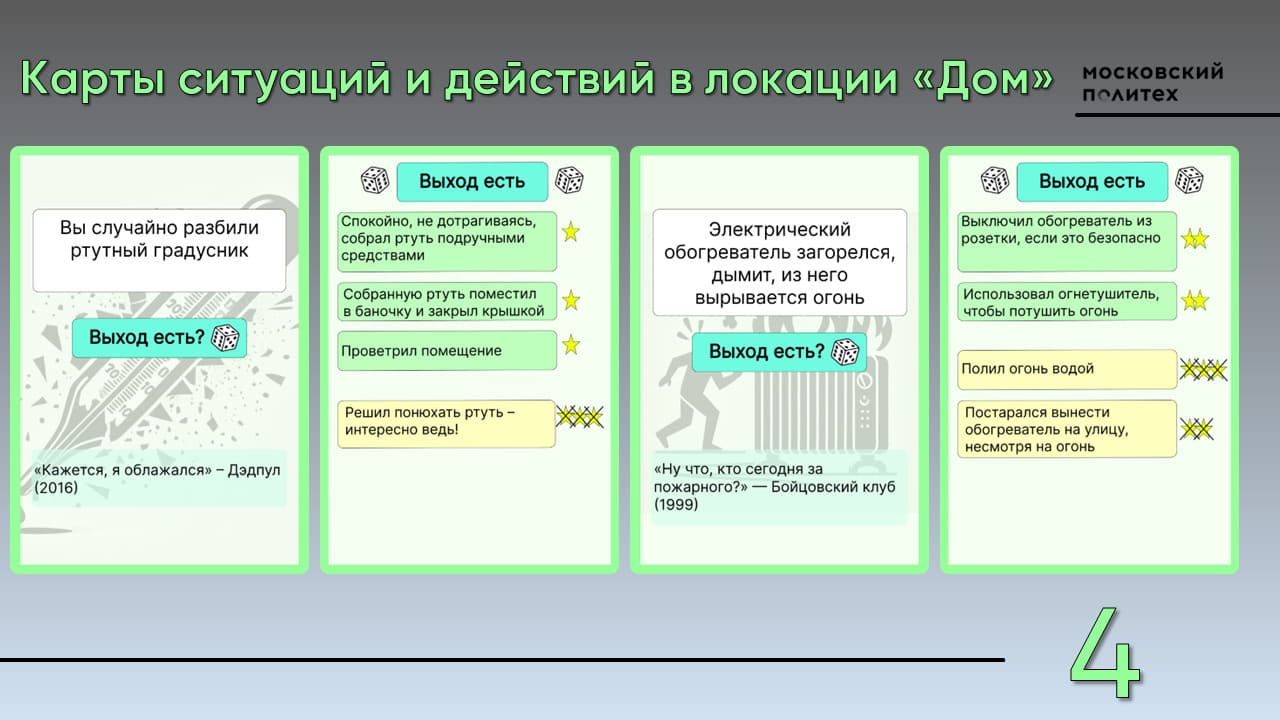 Карты ситуаций и действий в локации «Дом»
московский
политех
Вы случайно разбили
ртутный градусник
Выход есть?
«Кажется, я облажался» – Дэдпул
(2016)
Выход есть
Спокойно, не дотрагиваясь,
собрал ртуть подручными
средствами
Собранную ртуть поместил
в баночку и закрыл крышкой
Проветрил помещение
Решил понюхать ртуть –
интересно ведь!
Электрический
обогреватель загорелся,
дымит, из него
вырывается огонь
Выход есть?
«Ну что, кто сегодня за
пожарного?» — Бойцовский клуб
(1999)
Выход есть
Выключил обогреватель из
розетки, если это безопасно
Использовал огнетушитель,
чтобы потушить огонь
Полил огонь водой
Постарался вынести
обогреватель на улицу,
несмотря на огонь
4